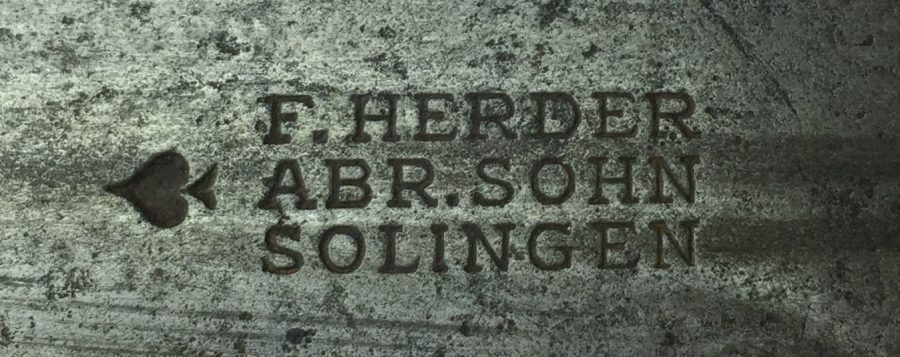 F. HERDER
ABR. SOHN
SOLINGEN